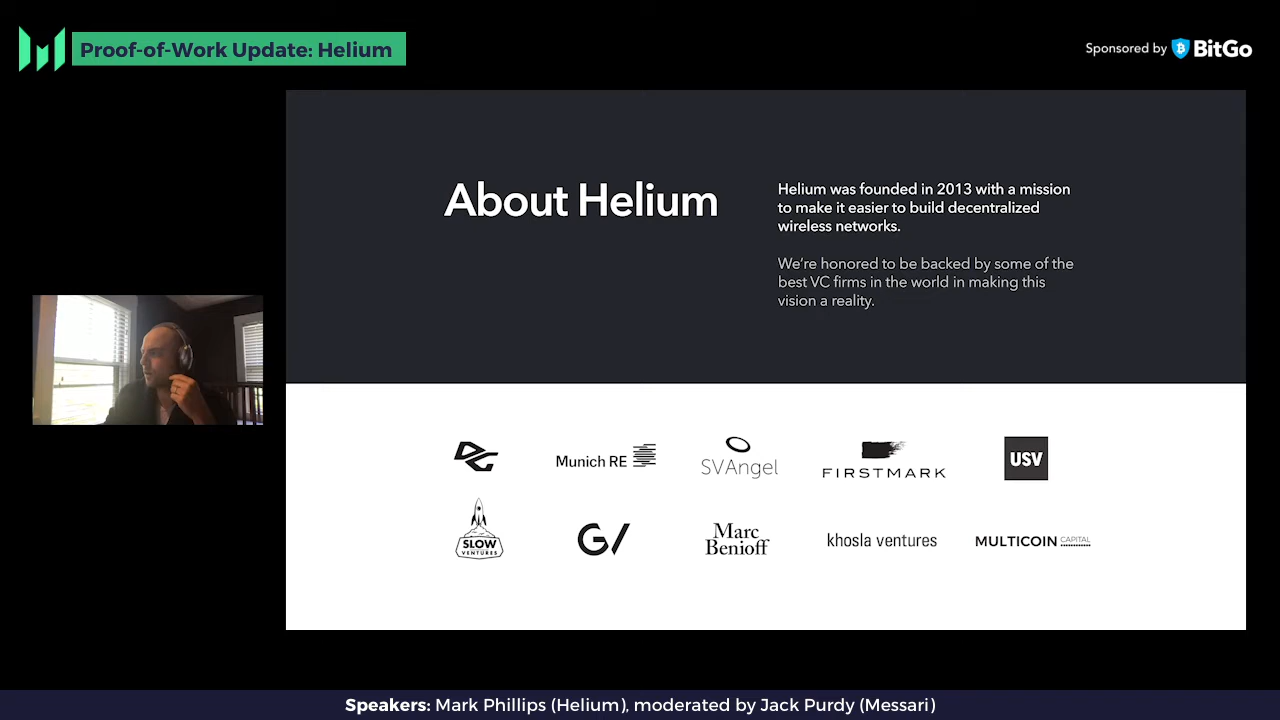 Proof-of-Work Update: Helium
Sponsored by BitGo
About Helium
Helium was founded in 2013 with a mission
to make it easier to build decentralized
wireless networks.
We're honored to be backed by some of the
best VC firms in the world in making this
vision a reality.
Munich RE
SVAngel
FIRSTMARK
USV
SLOW
VENTURES
GV
Marc
Benioff
khosla ventures
MULTICOIN CAPITAL
Speakers: Mark Phillips (Helium), moderated by Jack Purdy (Messari)